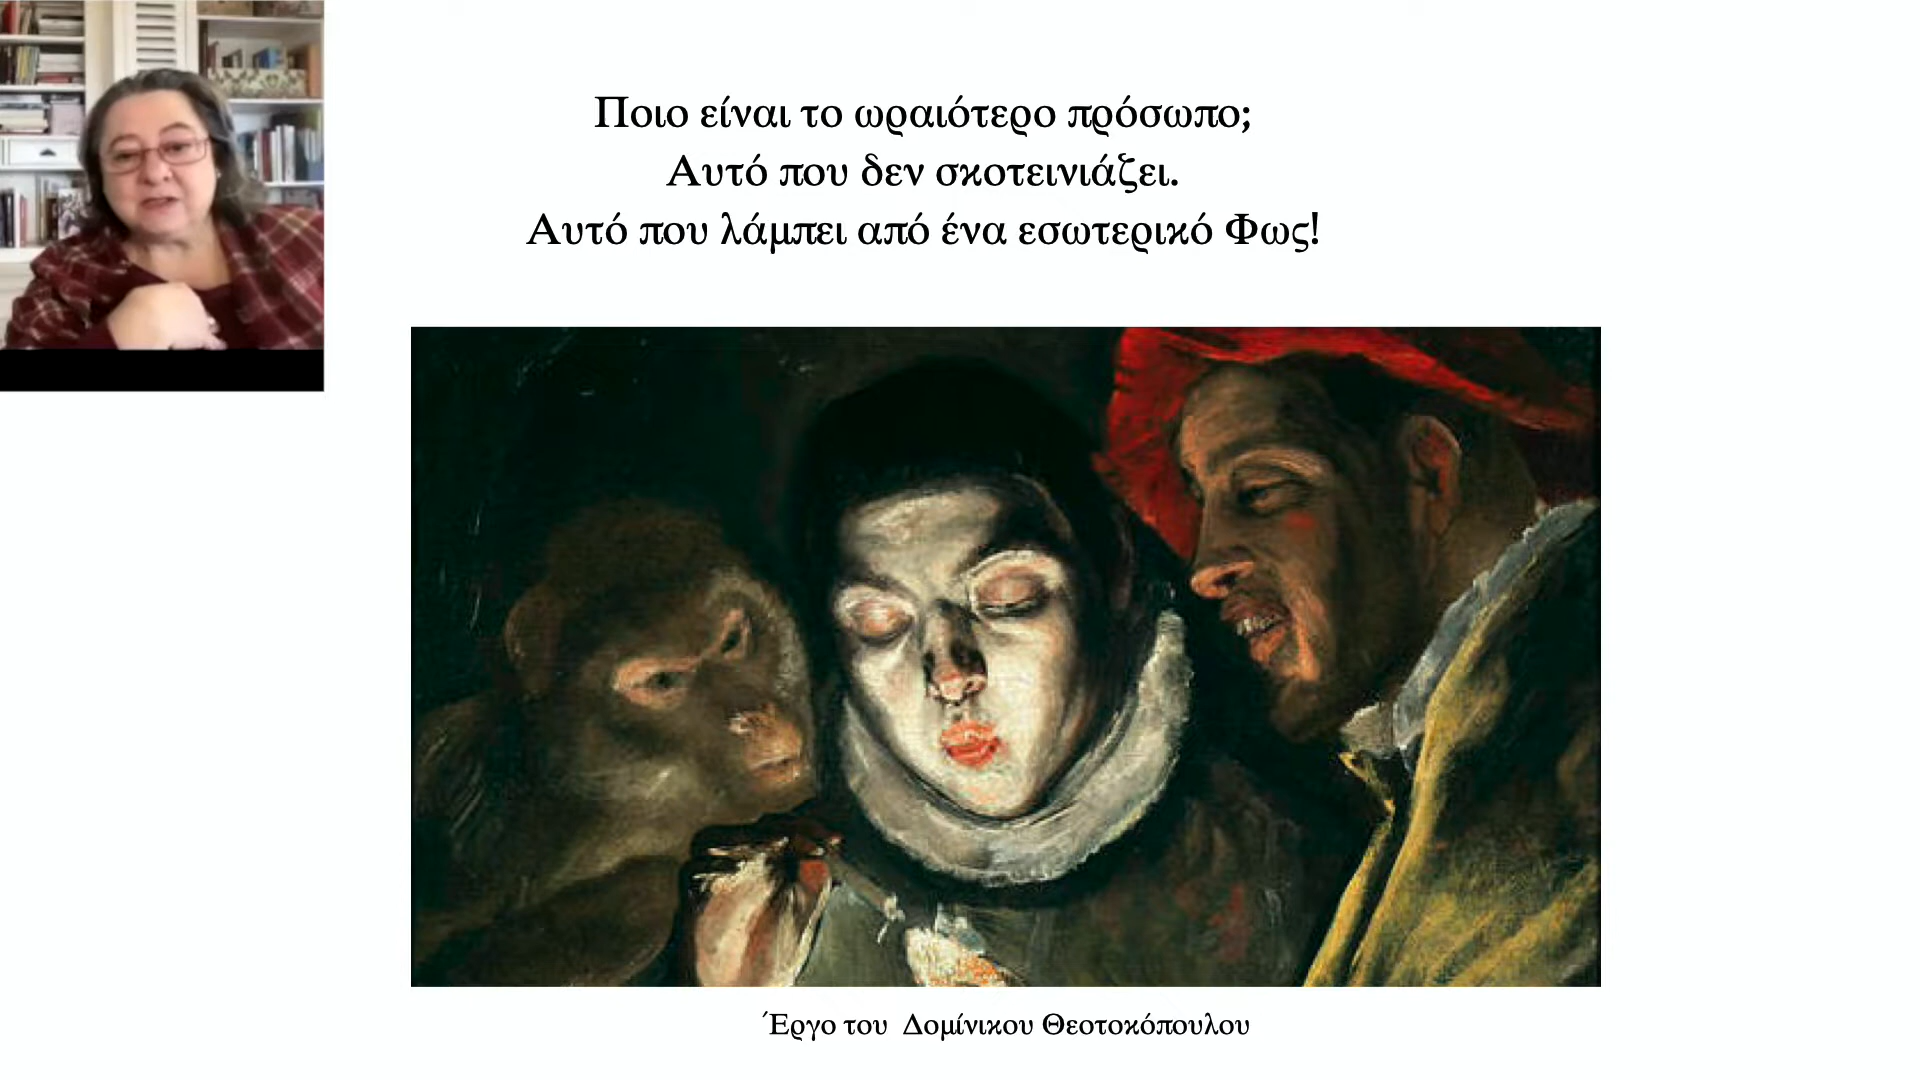 Ποιο είναι το ωραιότερο πρόσωπο;
Αυτό που δεν σκοτεινιάζει.
Αυτό που λάμπει από ένα εσωτερικό Φως!
Έργο του Δομίνικου Θεοτοκόπουλου